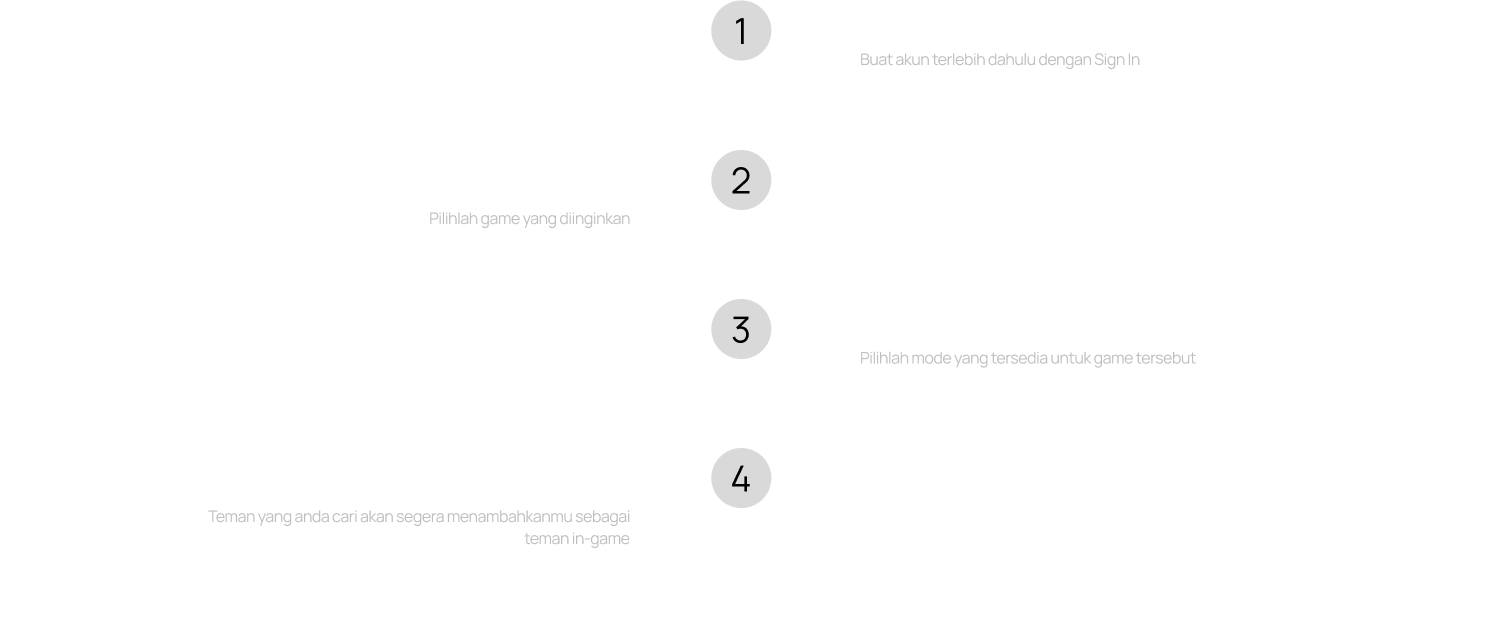 1
Buat akun terlebih dahulu dengan Sign In
2
Pilihlah game yang diinginkan
3
Pilihlah mode yang tersedia untuk game tersebut
4
Teman yang anda cari akan segera menambahkanmu sebagai
teman in-game